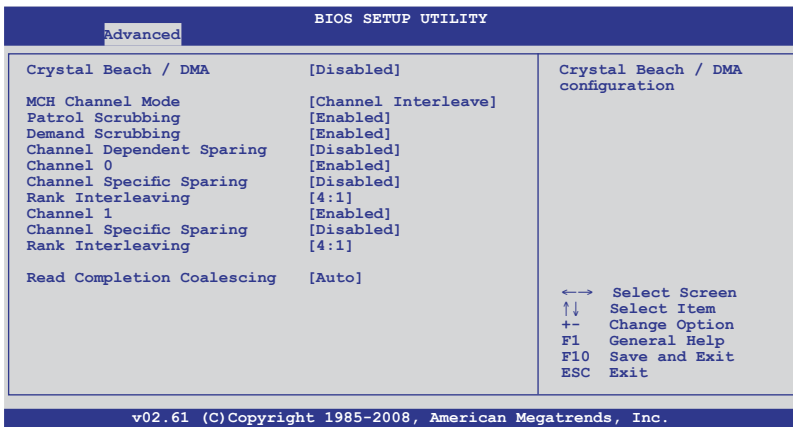 BIOS SETUP UTILITY
Advanced
Crystal Beach / DMA [Disabled]
MCH Channel Mode [Channel Interleave]
Patrol Scrubbing [Enabled]
Demand Scrubbing [Enabled]
Channel Dependent Sparing [Disabled]
Channel 0 [Enabled]
Channel Specific Sparing [Disabled]
Rank Interleaving [4:1]
Channel 1 [Enabled]
Channel Specific Sparing [Disabled]
Rank Interleaving [4:1]
Read Completion Coalescing [Auto]
Crystal Beach / DMA
configuration
←→ Select Screen
↑↓ Select Item
+- Change Option
F1 General Help
F10 Save and Exit
ESC Exit
v02.61 (C)Copyright 1985-2008, American Megatrends, Inc.